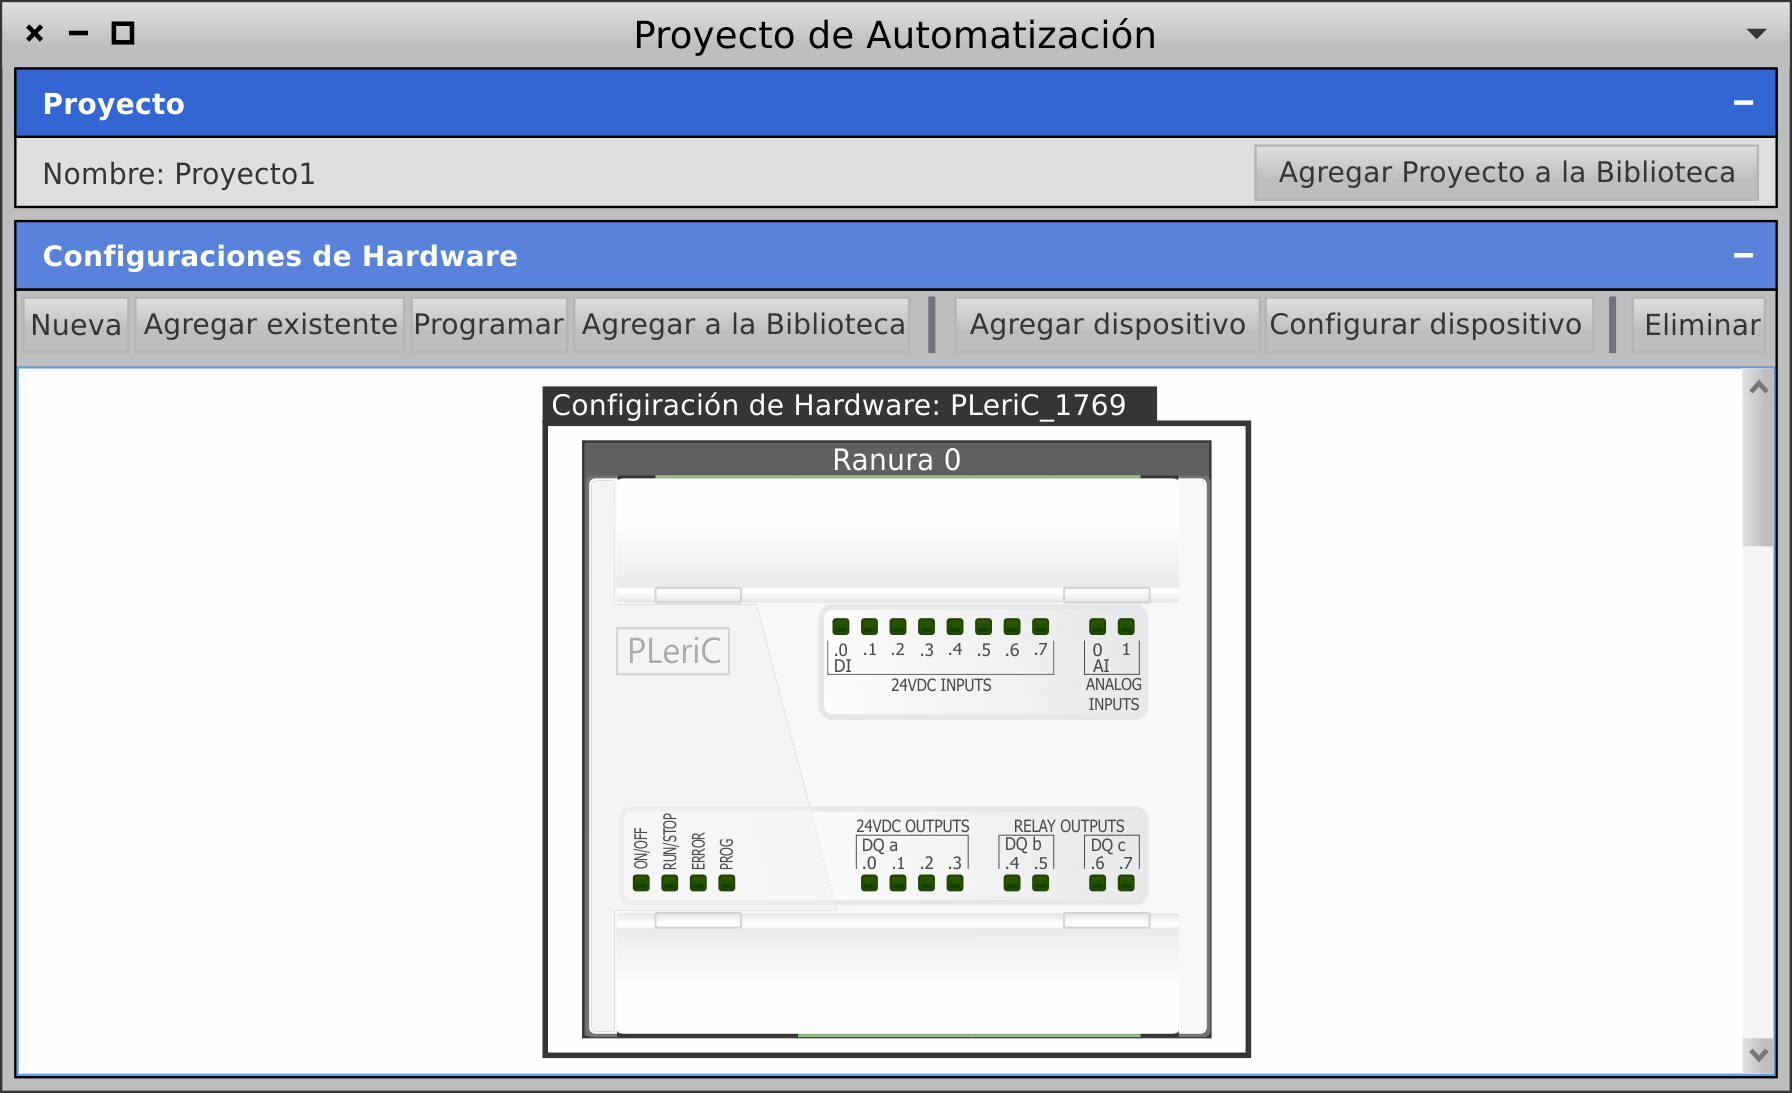 Proyecto de Automatización
Proyecto
Nombre: Proyecto1
Agregar Proyecto a la Biblioteca
Configuraciones de Hardware
Nueva Agregar existente Programar Agregar a la Biblioteca Agregar dispositivo Configurar dispositivo Eliminar
Configiración de Hardware: PLeriC_1769
Ranura 0
PLeriC
.0 .1 .2 .3 .4 .5 .6 .7
DI
24VDC INPUTS
0 1
AI
ANALOG
INPUTS
ON/OFF
RUN/STOP
ERROR
PROG
24VDC OUTPUTS
DQ a
.0 .1 .2 .3
RELAY OUTPUTS
DQ b
.4 .5
DQ c
.6 .7